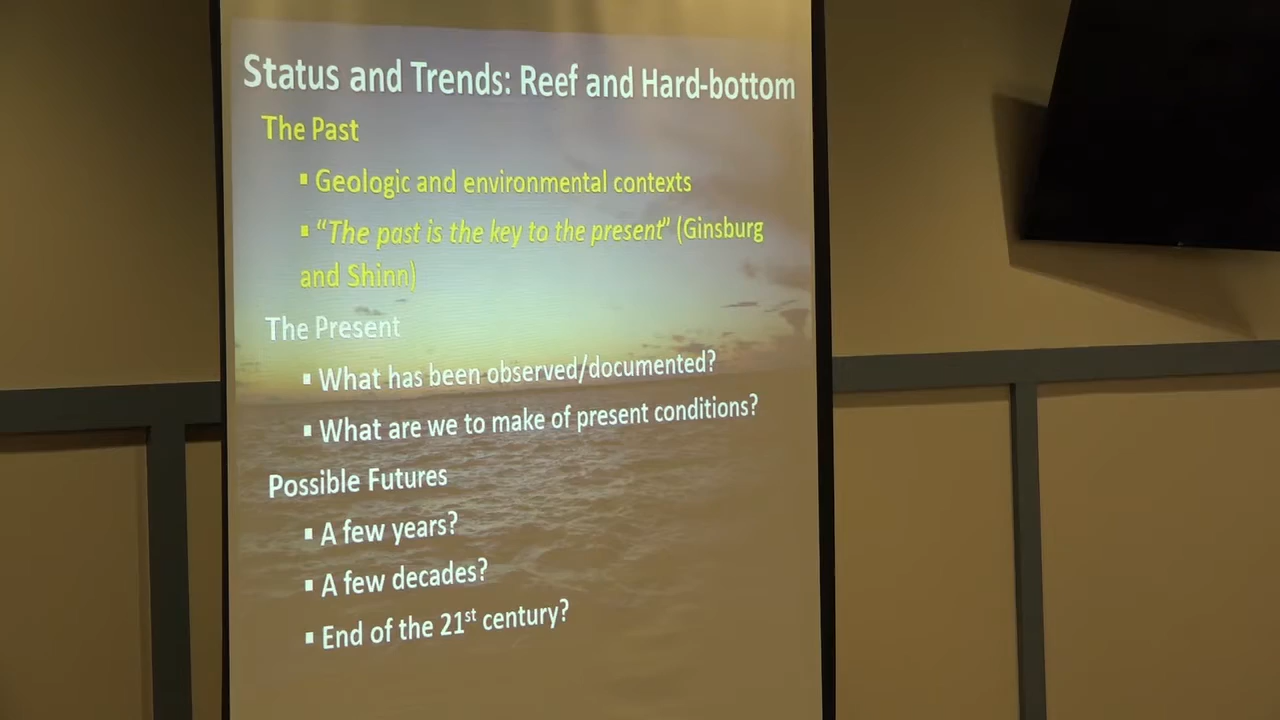 Status and Trends: Reef and Hard-bottom
The Past
▪ Geologic and environmental contexts
▪ “The past is the key to the present” (Ginsburg
and Shinn)
The Present
▪ What has been observed/documented?
▪ What are we to make of present conditions?
Possible Futures
▪ A few years?
▪ A few decades?
▪ End of the 21st century?